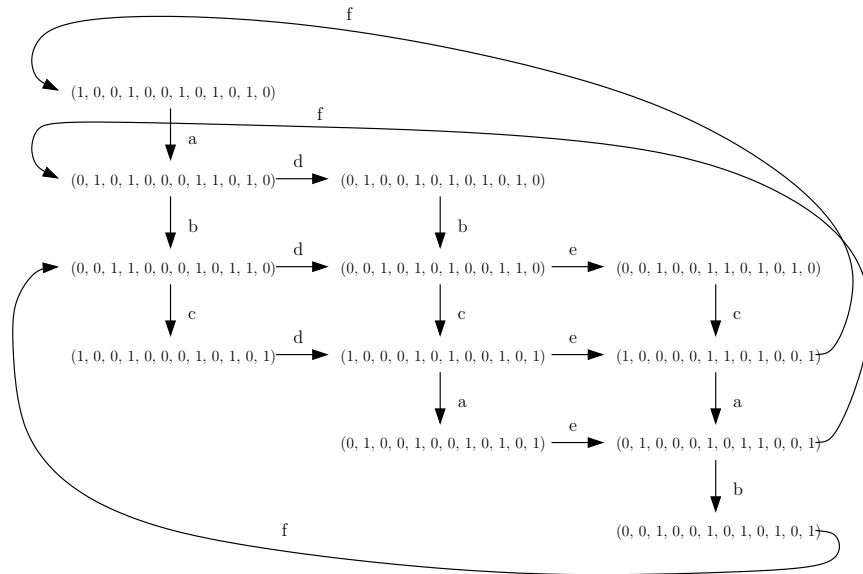 f
(1, 0, 0, 1, 0, 0, 1, 0, 1, 0, 1, 0)
f
a
(0, 1, 0, 1, 0, 0, 0, 1, 1, 0, 1, 0) d (0, 1, 0, 0, 1, 0, 1, 0, 1, 0, 1, 0)
b b
(0, 0, 1, 1, 0, 0, 0, 1, 0, 1, 1, 0) d (0, 0, 1, 0, 1, 0, 1, 0, 0, 1, 1, 0) e (0, 0, 1, 0, 0, 1, 1, 0, 1, 0, 1, 0)
c c c
(1, 0, 0, 1, 0, 0, 0, 1, 0, 1, 0, 1) d (1, 0, 0, 0, 1, 0, 1, 0, 0, 1, 0, 1) e (1, 0, 0, 0, 0, 1, 1, 0, 1, 0, 0, 1)
a a
(0, 1, 0, 0, 1, 0, 0, 1, 0, 1, 0, 1) e (0, 1, 0, 0, 0, 1, 0, 1, 1, 0, 0, 1)
b
f (0, 0, 1, 0, 0, 1, 0, 1, 0, 1, 0, 1)